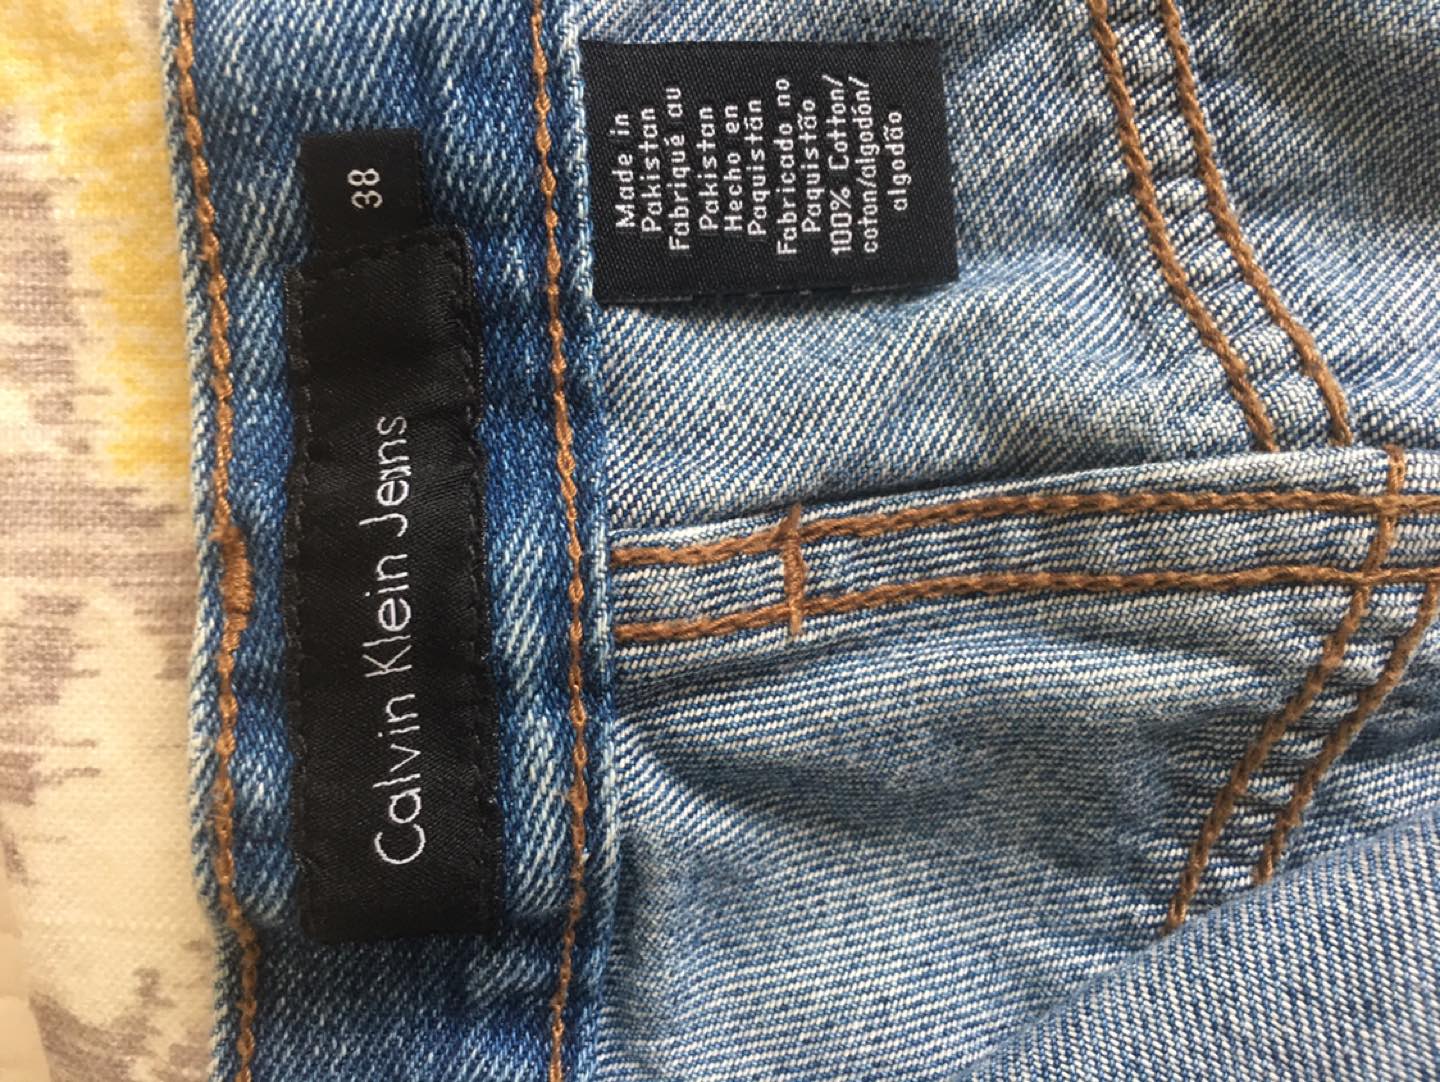 38
Calvin Klein Jeans
Made in
Pakistan
Fabriqué au
Pakistan
Hecho en
Paquistán
Fabricado no
Paquistão
100% Cotton/
coton/algodón/
algodão